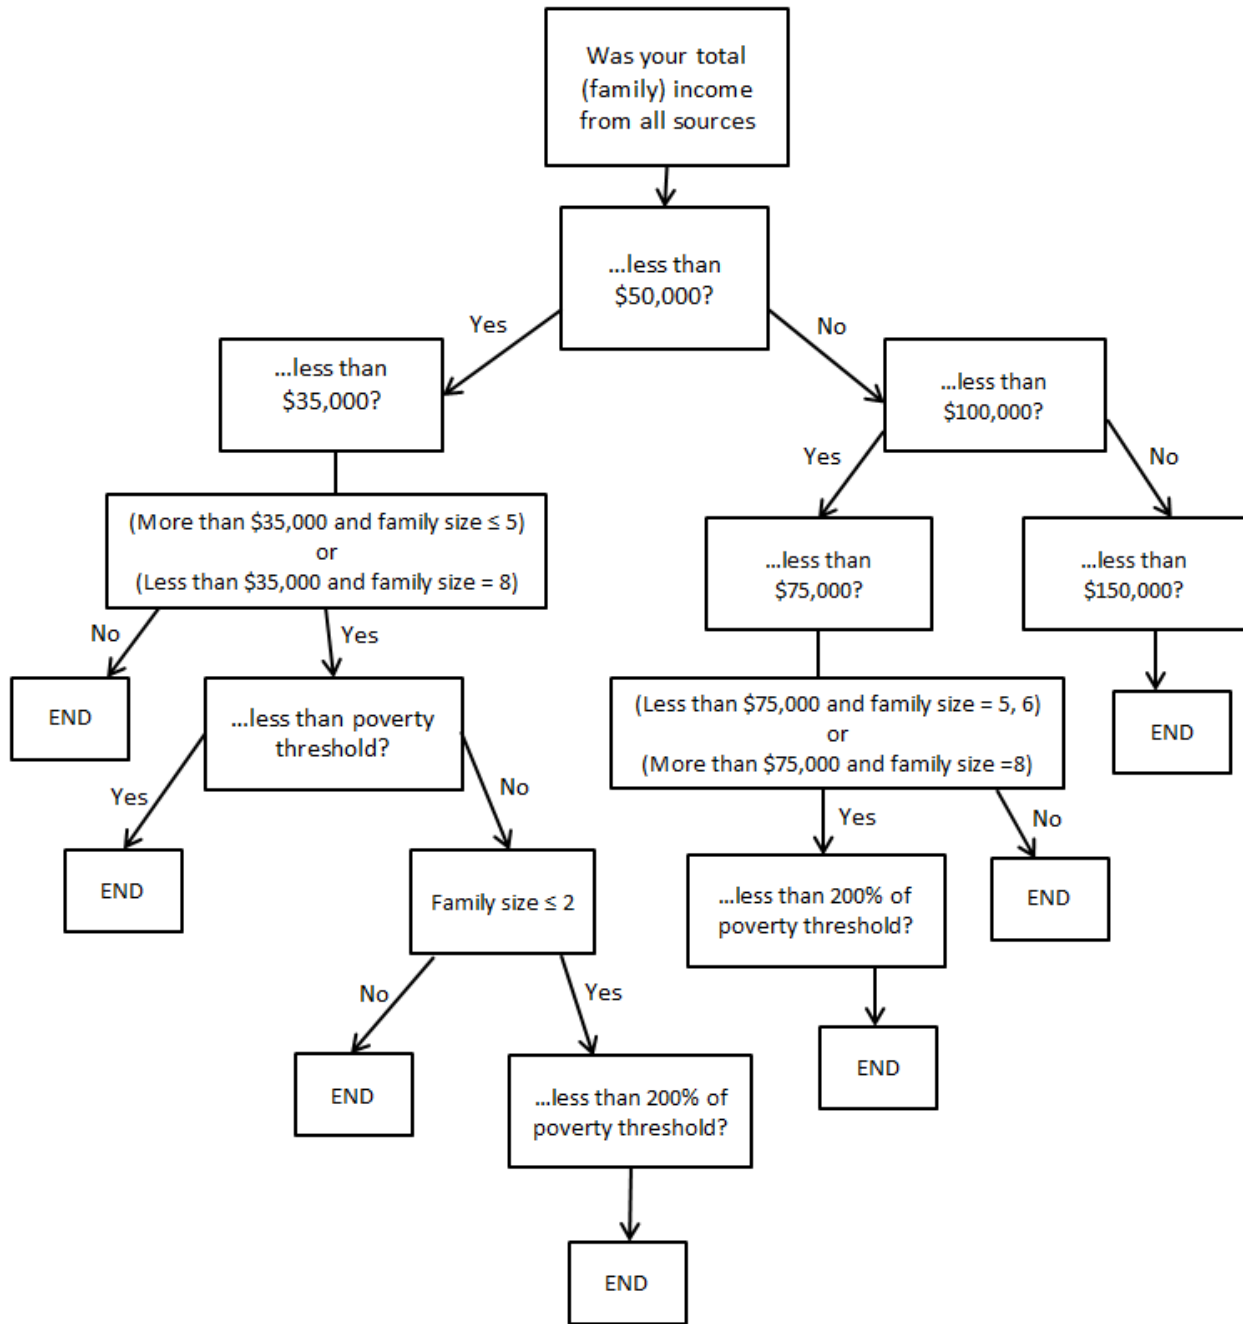 Was your total
(family) income
from all sources
...less than
$50,000?
Yes
No
...less than
$35,000?
...less than
$100,000?
Yes
No
(More than $35,000 and family size ≤ 5)
or
(Less than $35,000 and family size = 8)
...less than
$75,000?
...less than
$150,000?
No
Yes
END
...less than poverty
threshold?
(Less than $75,000 and family size = 5, 6)
or
(More than $75,000 and family size =8)
END
Yes
No
Yes
No
END
Family size ≤ 2
...less than 200% of
poverty threshold?
END
No
Yes
END
...less than 200% of
poverty threshold?
END
END